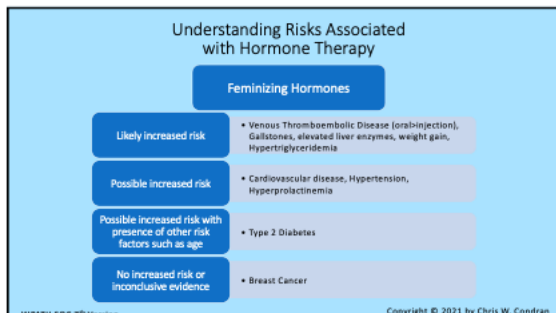 Understanding Risks Associated
with Hormone Therapy
Feminizing Hormones
Likely increased risk
• Venous Thromboembolic Disease (oral>injection),
Gallstones, elevated liver enzymes, weight gain,
Hypertriglyceridemia
Possible increased risk
• Cardiovascular disease, Hypertension,
Hyperprolactinemia
Possible increased risk with
presence of other risk
factors such as age
• Type 2 Diabetes
No increased risk or
inconclusive evidence
• Breast Cancer
Copyright © 2021 by Chris W. Condran